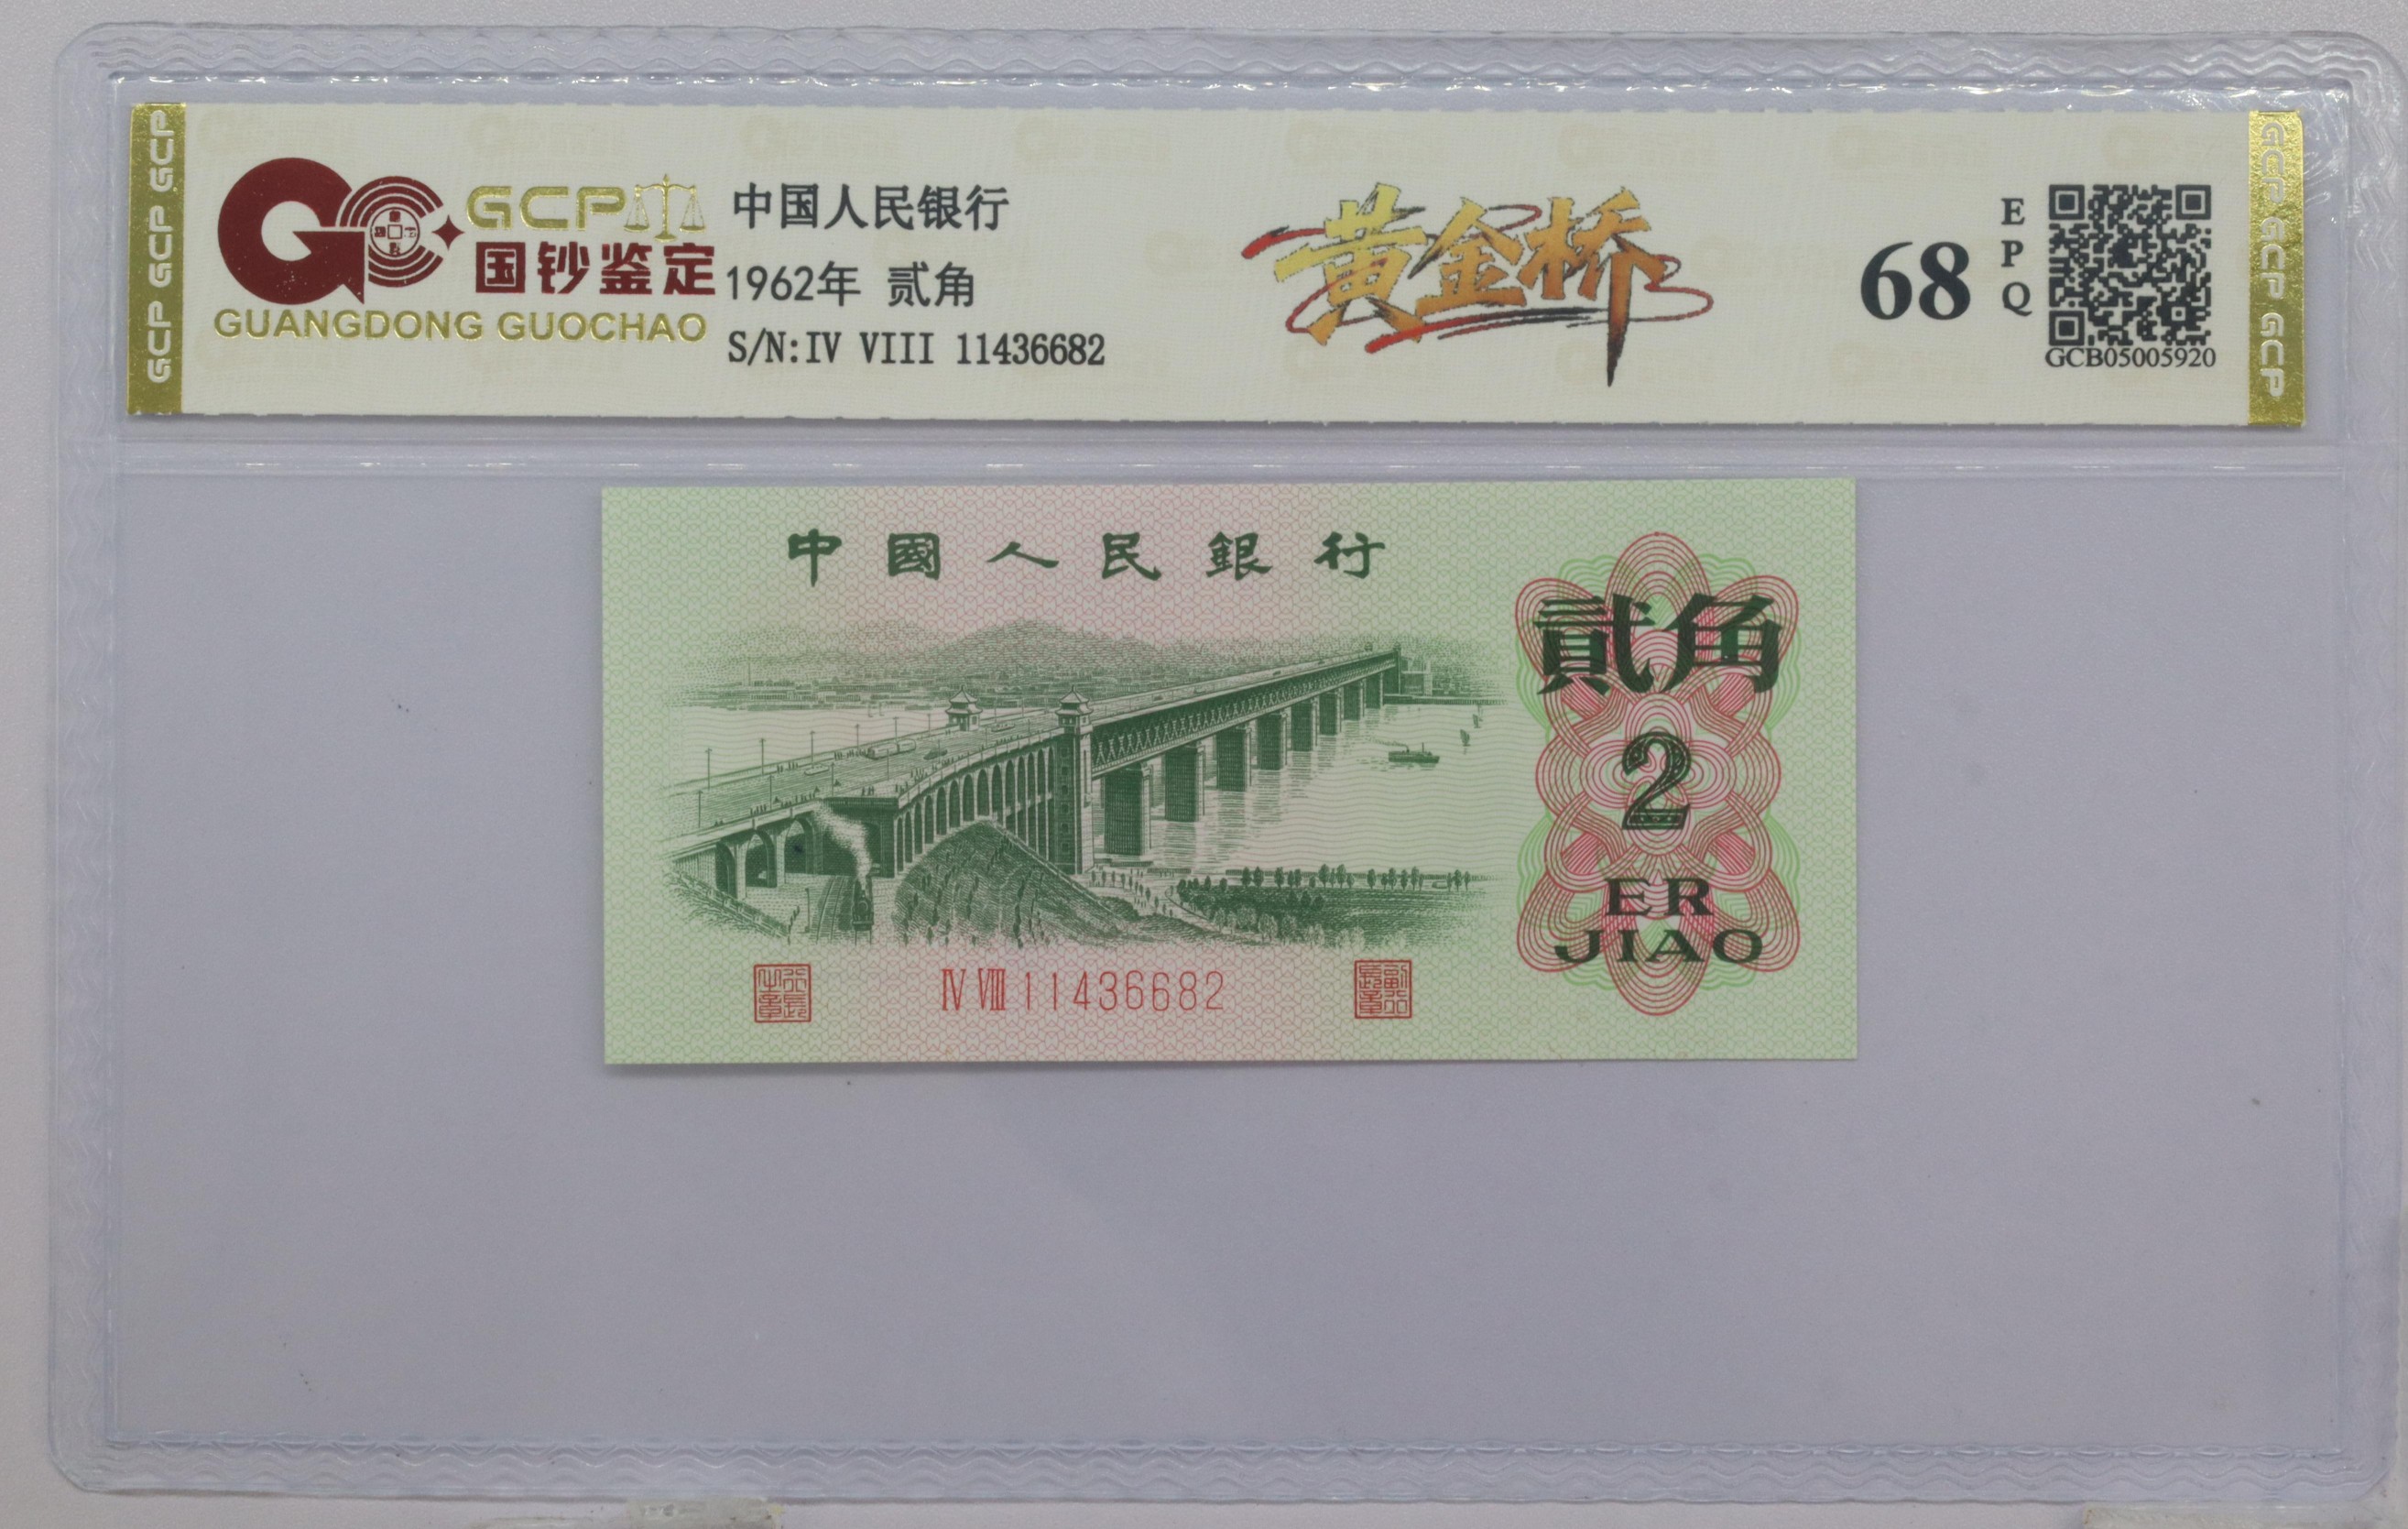 GCP GCP GCP
GCP
国钞鉴定
GUANGDONG GUOCHAO
中国人民银行
1962年 贰角
S/N:IV VIII 11436682
黄金桥
68
EPQ
GCB05005920
GCP GCP GCP
中國人民銀行
貳角
2
ER
JIAO
IV VIII 11436682